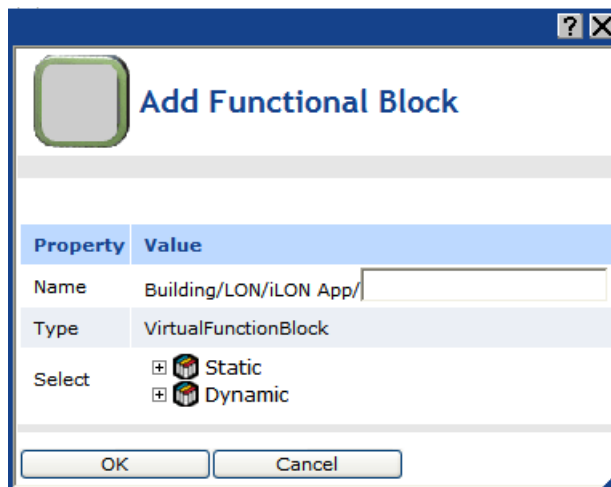 ?
Add Functional Block
Property Value
Name Building/LON/iLON App/
Type VirtualFunctionBlock
Select
Static
Dynamic
OK Cancel